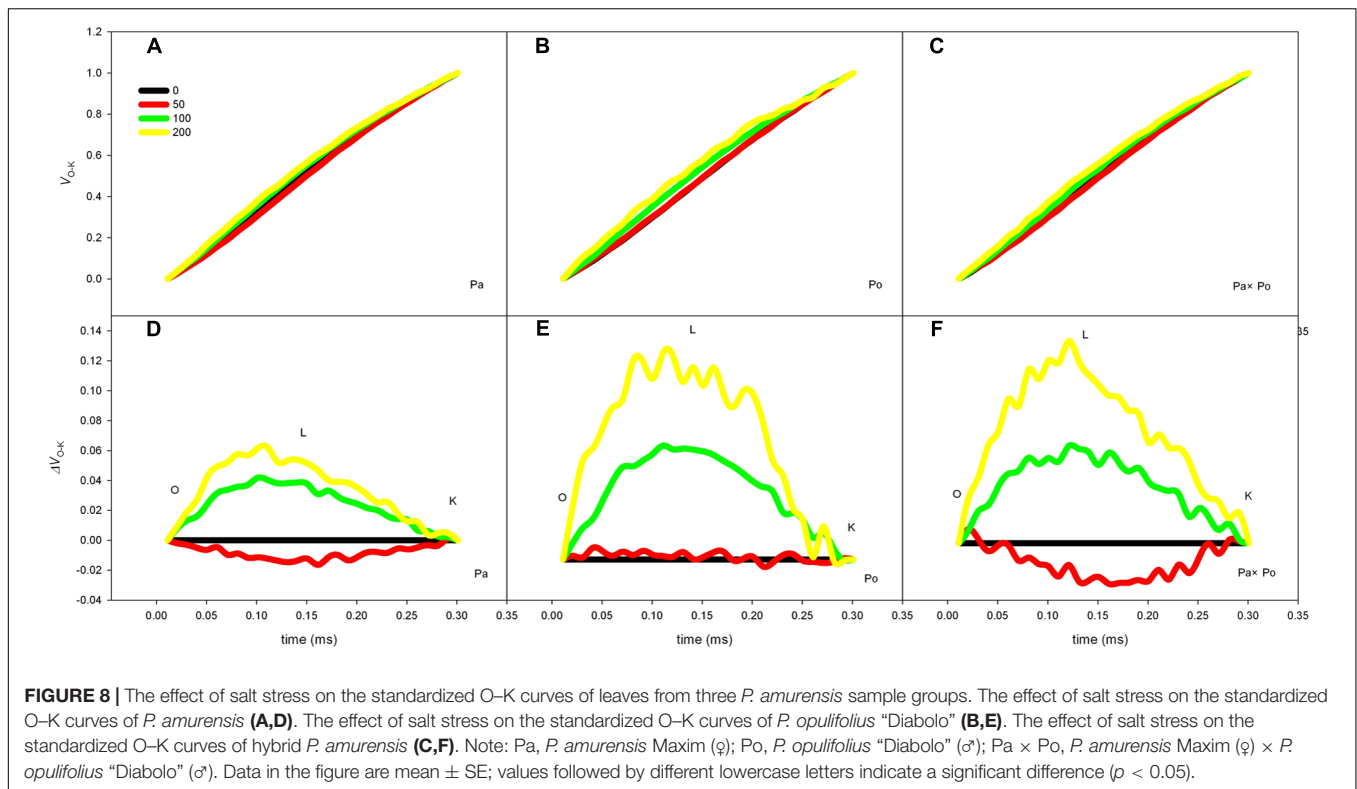 1.2
1.0
0.8
0.6
0.4
0.2
0.0
V O-K
A
B
C
0
50
100
200
Pa
Po
Pa× Po
0.14
0.12
0.10
0.08
0.06
0.04
0.02
0.00
-0.02
-0.04
ΔV O-K
D
E
F
35
O
L
K
Pa
O
L
K
Po
O
L
K
Pa× Po
0.00 0.05 0.10 0.15 0.20 0.25 0.30 0.35
0.00 0.05 0.10 0.15 0.20 0.25 0.30 0.35
0.00 0.05 0.10 0.15 0.20 0.25 0.30 0.35
time (ms)
time (ms)
time (ms)
FIGURE 8 | The effect of salt stress on the standardized O–K curves of leaves from three P. amurensis sample groups. The effect of salt stress on the standardized
O–K curves of P. amurensis (A,D). The effect of salt stress on the standardized O–K curves of P. opulifolius “Diabolo” (B,E). The effect of salt stress on the
standardized O–K curves of hybrid P. amurensis (C,F). Note: Pa, P. amurensis Maxim (♀); Po, P. opulifolius “Diabolo” (♂); Pa × Po, P. amurensis Maxim (♀) × P.
opulifolius “Diabolo” (♂). Data in the figure are mean ± SE; values followed by different lowercase letters indicate a significant difference (p < 0.05).